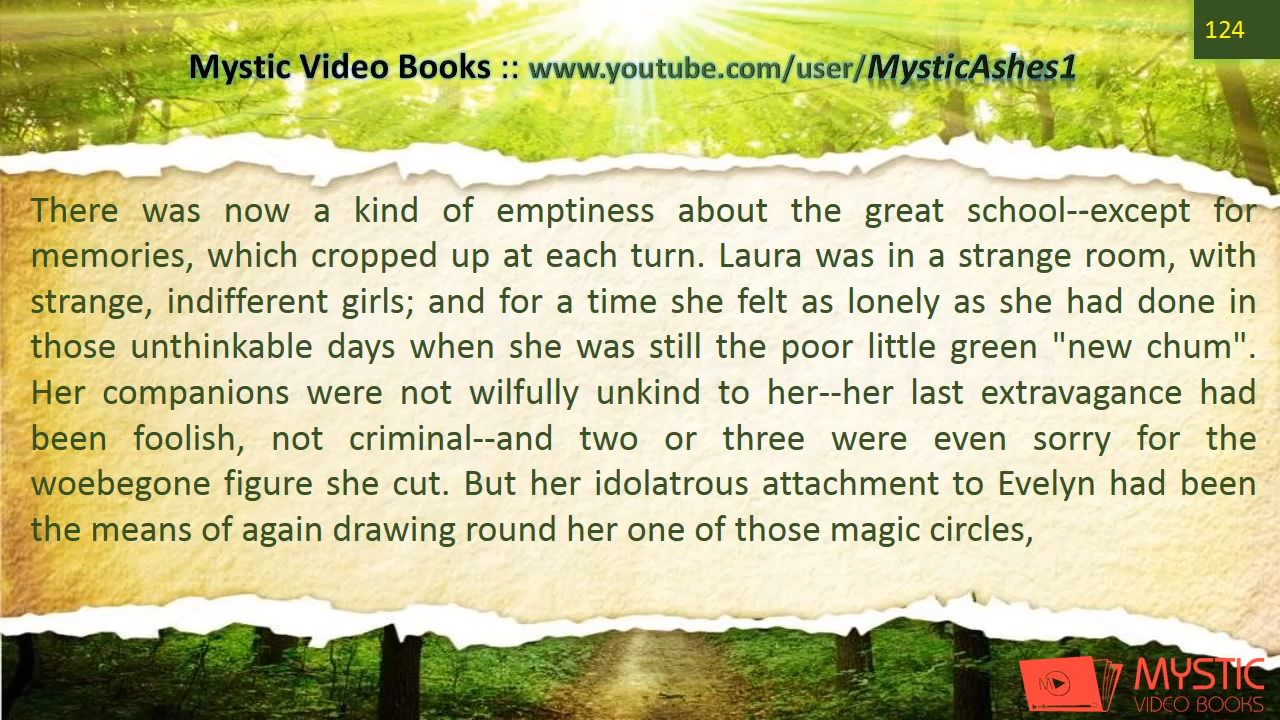 124
Mystic Video Books :: www.youtube.com/user/MysticAshes1
There was now a kind of emptiness about the great school--except for
memories, which cropped up at each turn. Laura was in a strange room, with
strange, indifferent girls; and for a time she felt as lonely as she had done in
those unthinkable days when she was still the poor little green "new chum".
Her companions were not wilfully unkind to her--her last extravagance had
been foolish, not criminal--and two or three were even sorry for the
woebegone figure she cut. But her idolatrous attachment to Evelyn had been
the means of again drawing round her one of those magic circles,
MYSTIC
VIDEO BOOKS